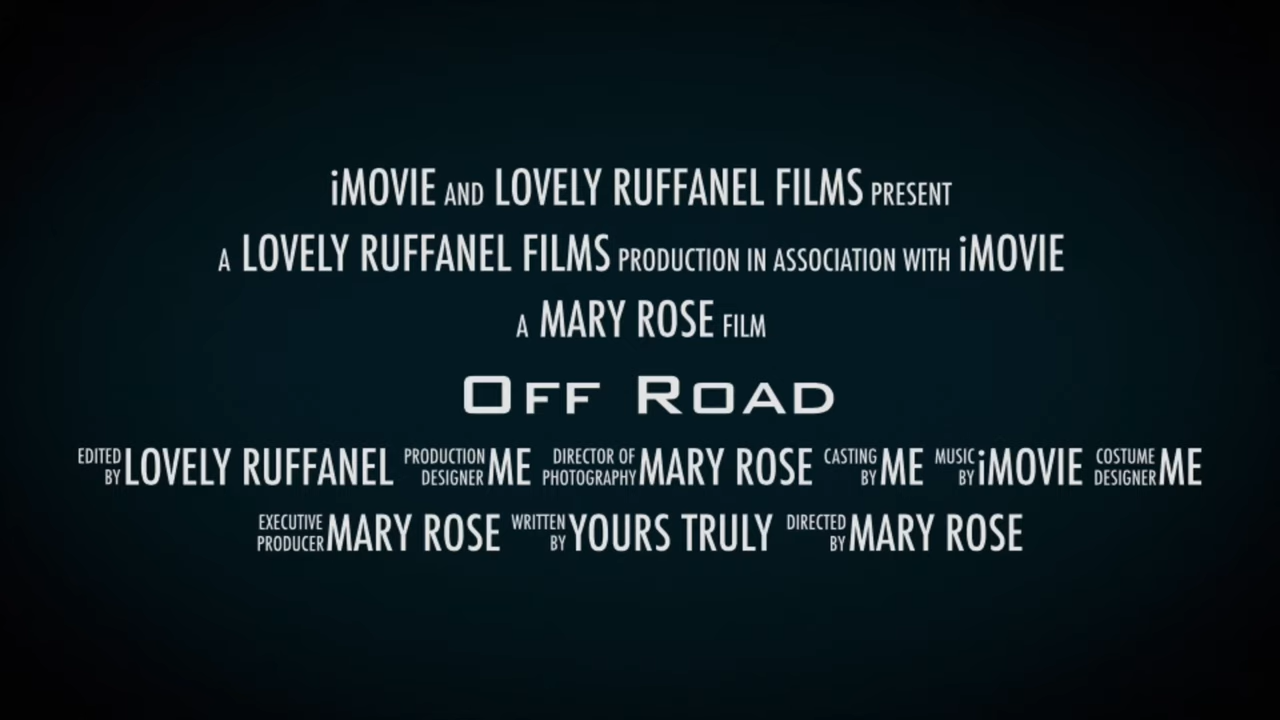 iMOVIE AND LOVELY RUFFANEL FILMS PRESENT
A LOVELY RUFFANEL FILMS PRODUCTION IN ASSOCIATION WITH iMOVIE
A MARY ROSE FILM
OFF ROAD
EDITED BY LOVELY RUFFANEL PRODUCTION DESIGNER ME DIRECTOR OF PHOTOGRAPHY MARY ROSE CASTING BY ME MUSIC BY iMOVIE COSTUME DESIGNER ME
EXECUTIVE PRODUCER MARY ROSE WRITTEN BY YOURS TRULY DIRECTED BY MARY ROSE